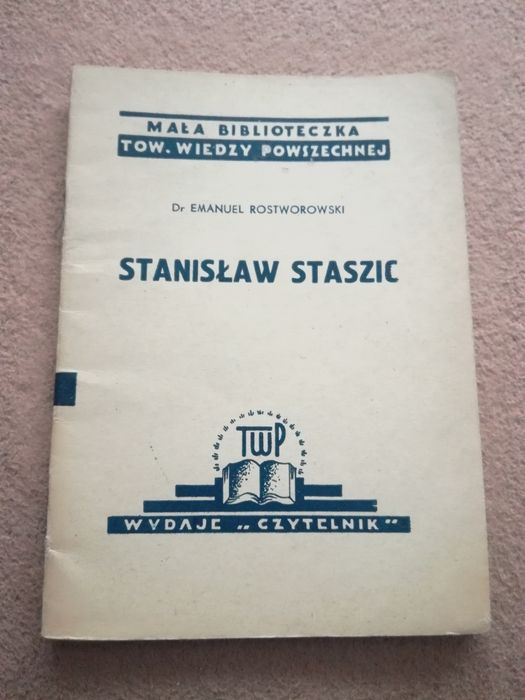 MAŁA BIBLIOTECZKA
TOW. WIEDZY POWSZECHNEJ
Dr EMANUEL ROSTWOROWSKI
STANISŁAW STASZIC
TWP
WYDAJE „CZYTELNIK"